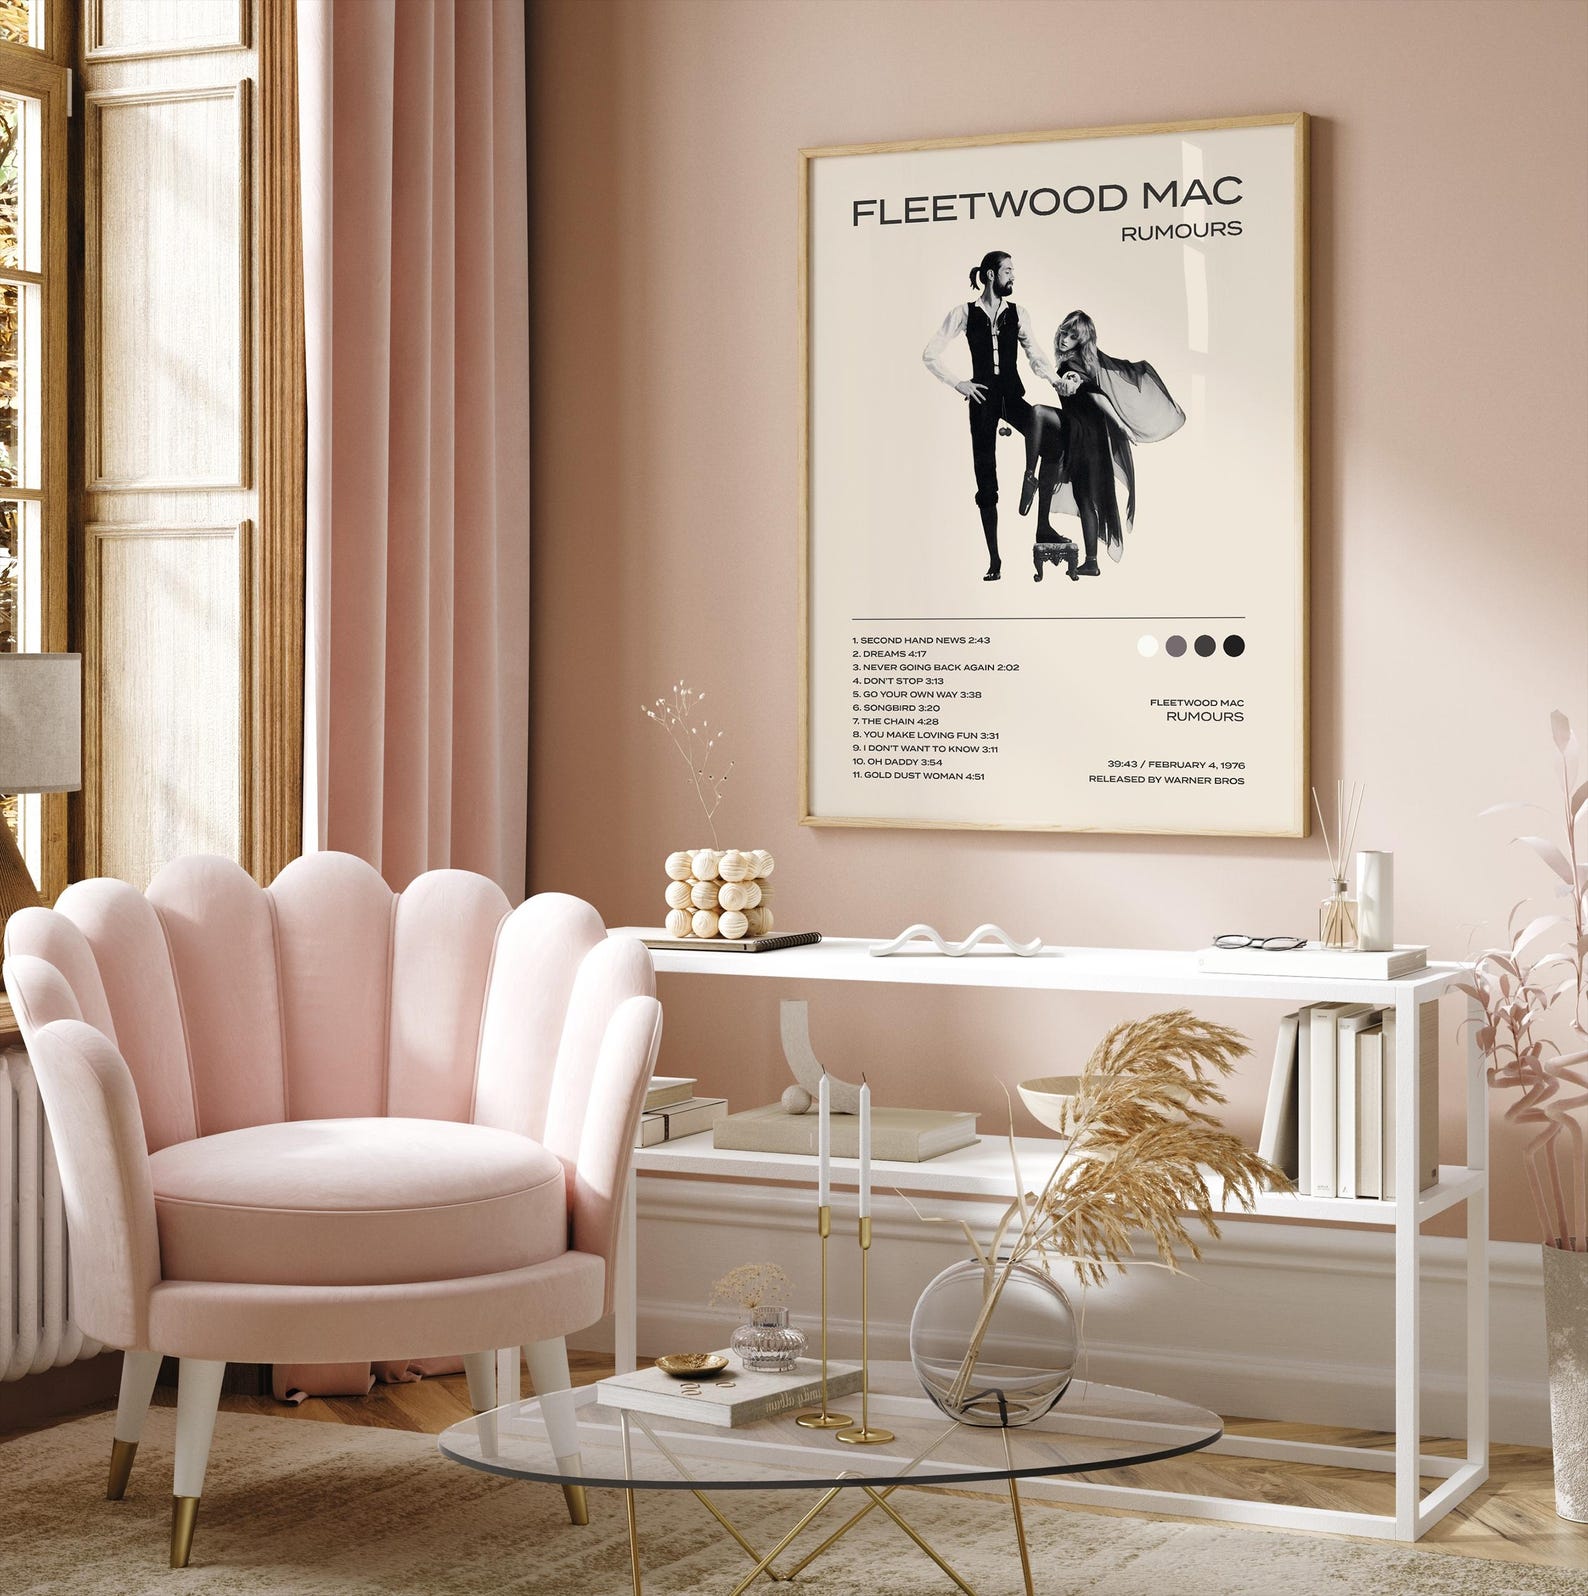 FLEETWOOD MAC
RUMOURS
1. SECOND HAND NEWS 2:43
2. DREAMS 4:17
3. NEVER GOING BACK AGAIN 2:02
4. DON'T STOP 3:13
5. GO YOUR OWN WAY 3:38
6. SONGBIRD 3:20
7. THE CHAIN 4:28
8. YOU MAKE LOVING FUN 3:31
9. I DON'T WANT TO KNOW 3:11
10. OH DADDY 3:54
11. GOLD DUST WOMAN 4:51
FLEETWOOD MAC
RUMOURS
39:43 / FEBRUARY 4, 1976
RELEASED BY WARNER BROS
family album